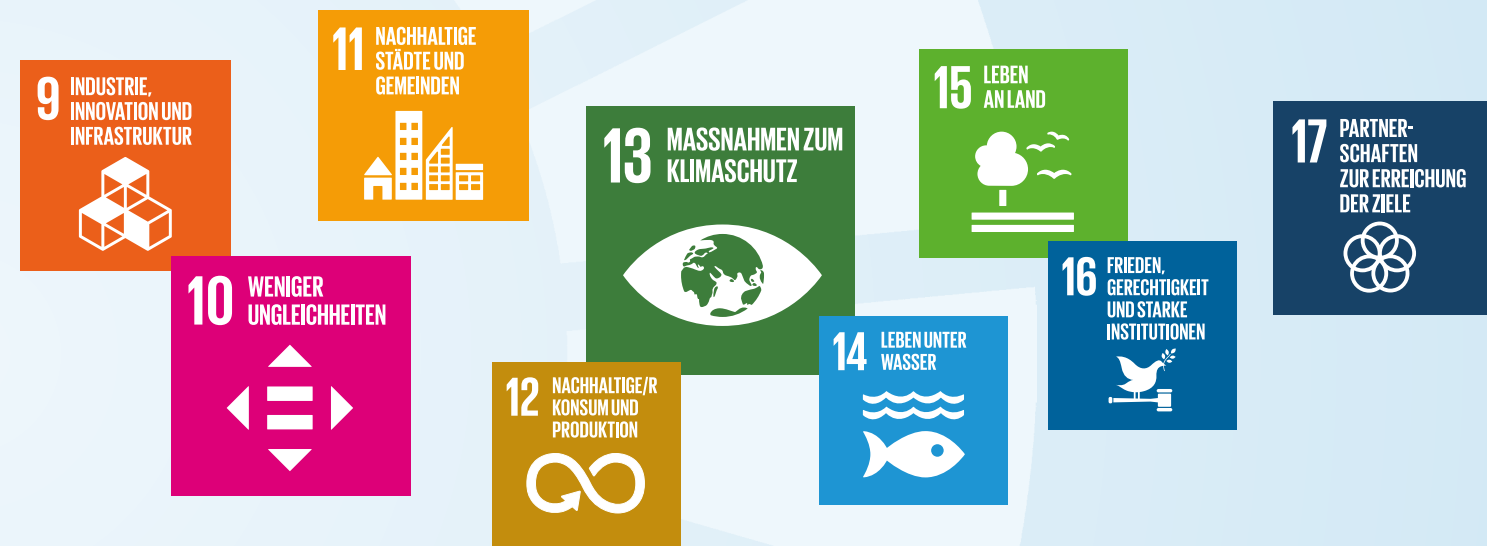 9 INDUSTRIE,
INNOVATION UND
INFRASTRUKTUR
10 WENIGER
UNGLEICHHEITEN
11 NACHHALTIGE
STÄDTE UND
GEMEINDEN
12 NACHHALTIGE/R
KONSUM UND
PRODUKTION
13 MASSNAHMEN ZUM
KLIMASCHUTZ
14 LEBEN UNTER
WASSER
15 LEBEN
AN LAND
16 FRIEDEN,
GERECHTIGKEIT
UND STARKE
INSTITUTIONEN
17 PARTNER-
SCHAFTEN
ZUR ERREICHUNG
DER ZIELE